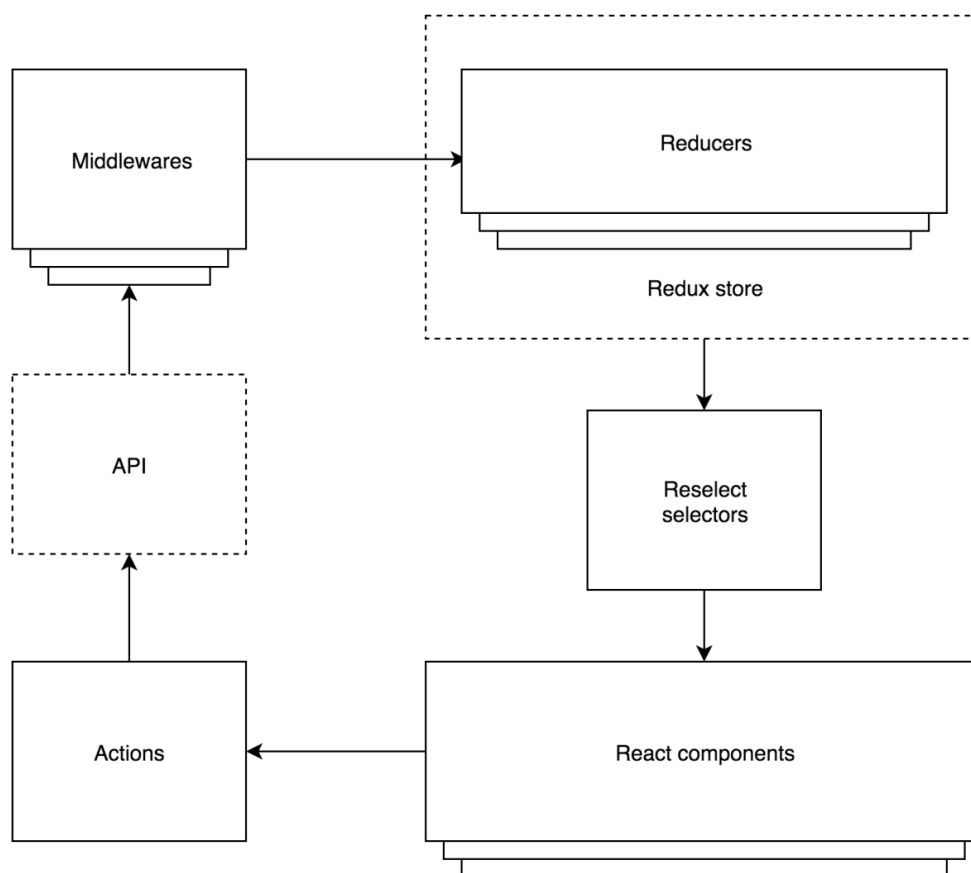 Middlewares
Reducers
Redux store
API
Reselect
selectors
Actions
React components